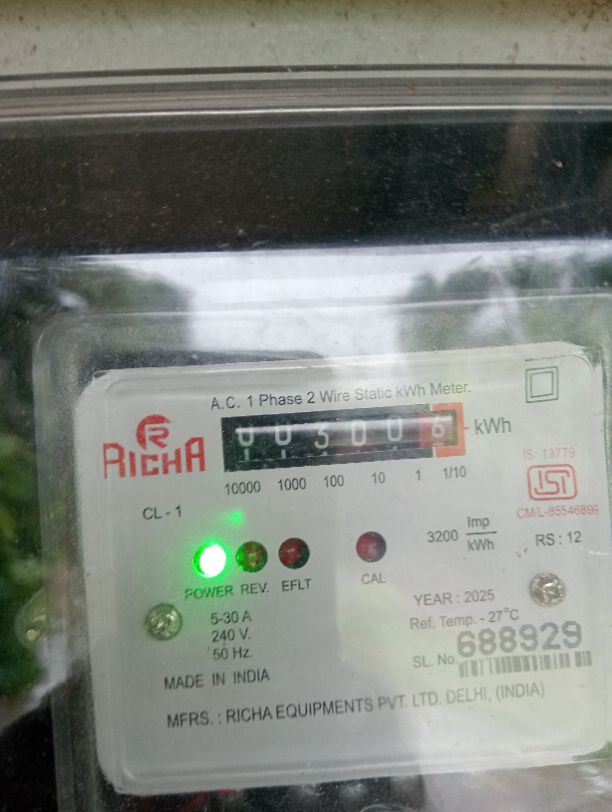 A.C. 1 Phase 2 Wire Static kWh Meter.
R
RICHA
0 0 3 0 0 6 kWh
10000 1000 100 10 1 1/10
IS: 13779
ISI
CM/L-85546896
CL - 1
3200 Imp/kWh
RS : 12
POWER REV. EFLT CAL
5-30 A
240 V.
50 Hz.
YEAR : 2025
Ref. Temp. - 27°C
SL. No. 688929
MADE IN INDIA
MFRS. : RICHA EQUIPMENTS PVT. LTD. DELHI, (INDIA)